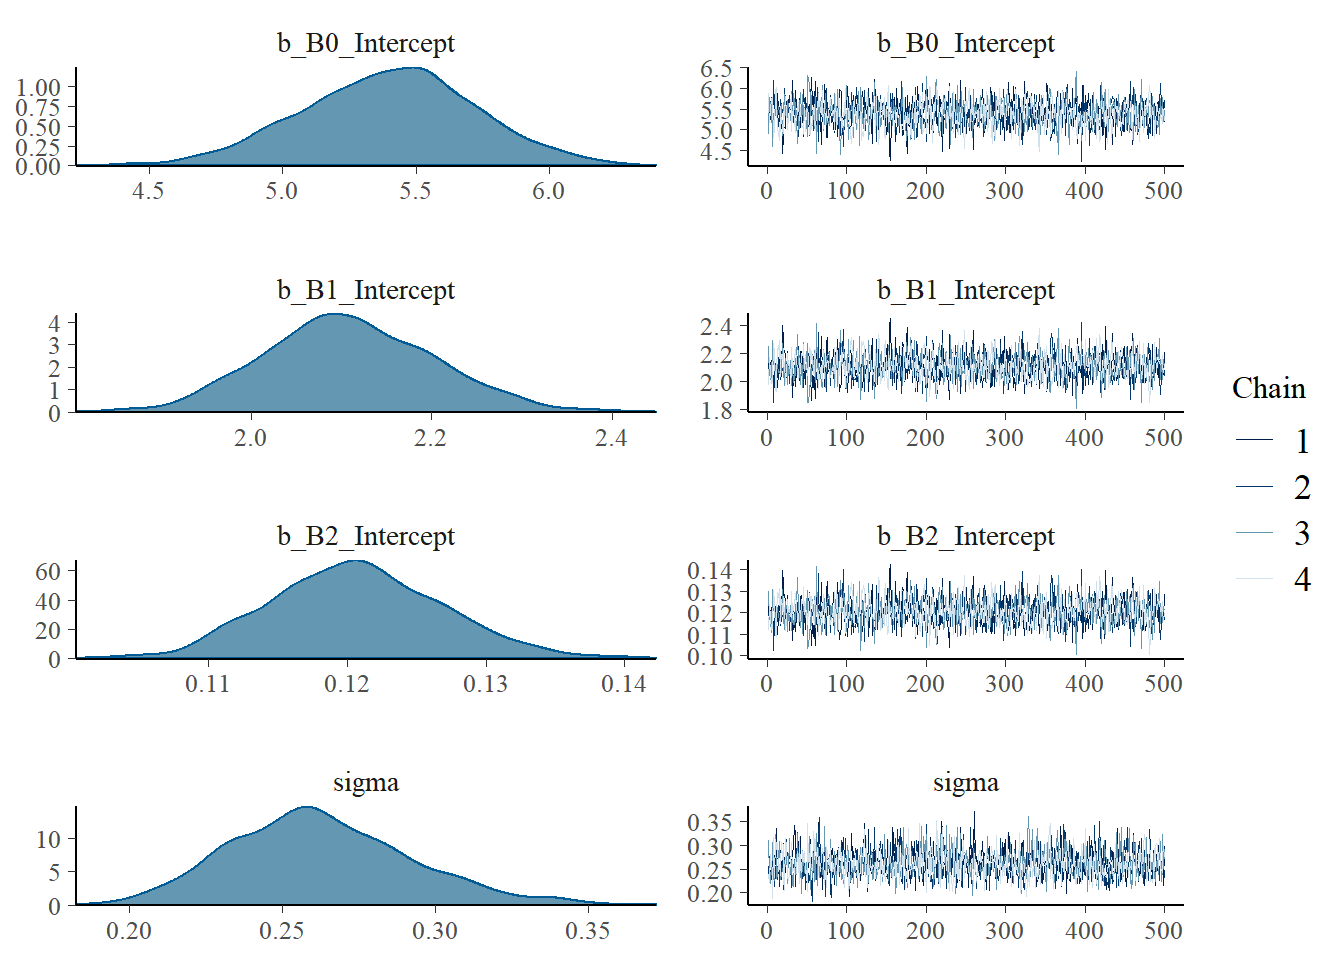 b_B0_Intercept
1.00
0.75
0.50
0.25
0.00
4.5 5.0 5.5 6.0
b_B0_Intercept
6.5
6.0
5.5
5.0
4.5
0 100 200 300 400 500
b_B1_Intercept
4
3
2
1
0
2.0 2.2 2.4
b_B1_Intercept
2.4
2.2
2.0
1.8
0 100 200 300 400 500
b_B2_Intercept
60
40
20
0
0.11 0.12 0.13 0.14
b_B2_Intercept
0.14
0.13
0.12
0.11
0.10
0 100 200 300 400 500
sigma
10
5
0
0.20 0.25 0.30 0.35
sigma
0.35
0.30
0.25
0.20
0 100 200 300 400 500
Chain
1
2
3
4